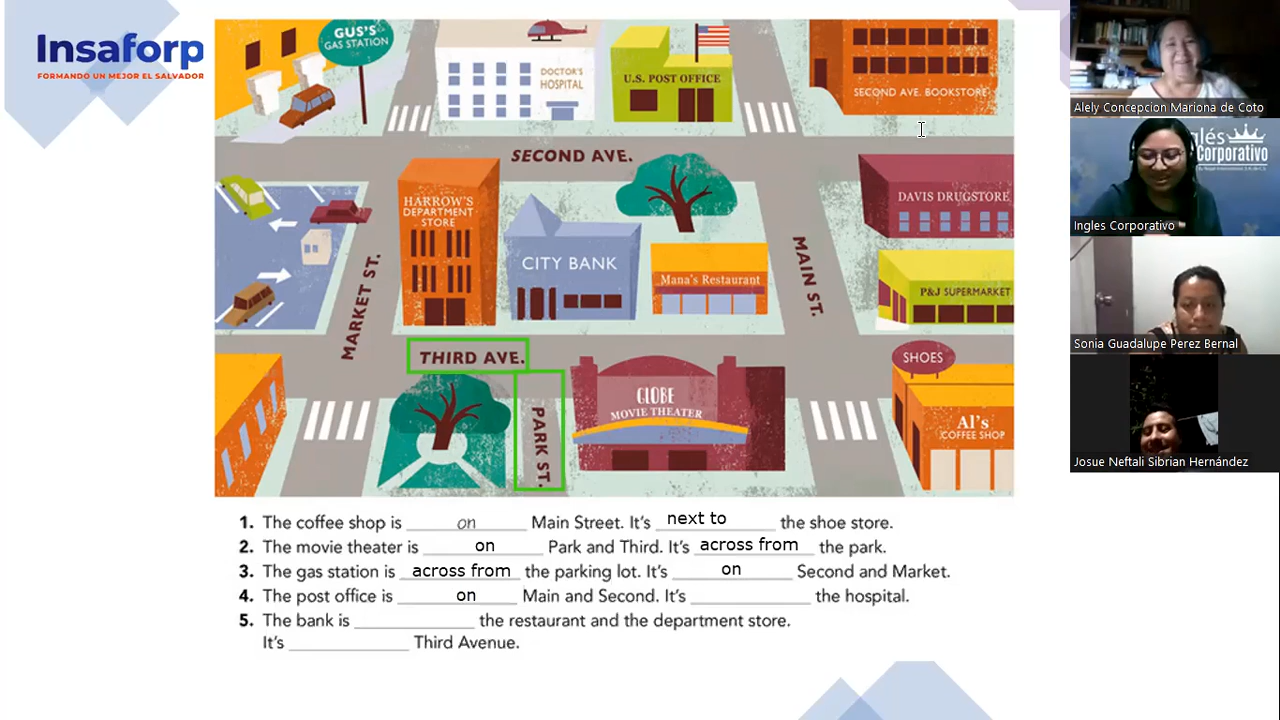 Insaforp
FORMANDO UN MEJOR EL SALVADOR
GUS'S
GAS STATION
DOCTOR'S
HOSPITAL
U.S. POST OFFICE
SECOND AVE. BOOKSTORE
SECOND AVE.
HARROW'S
DEPARTMENT
STORE
CITY BANK
Mana's Restaurant
DAVIS DRUGSTORE
P&J SUPERMARKET
MARKET ST.
MAIN ST.
THIRD AVE.
PARK ST.
GLOBE
MOVIE THEATER
SHOES
Al's
COFFEE SHOP
1. The coffee shop is on Main Street. It's next to the shoe store.
2. The movie theater is on Park and Third. It's across from the park.
3. The gas station is across from the parking lot. It's on Second and Market.
4. The post office is on Main and Second. It's ____________ the hospital.
5. The bank is ____________ the restaurant and the department store.
It's ____________ Third Avenue.
Alely Concepcion Mariona de Coto
Inglés
Corporativo
Ingles Corporativo
Sonia Guadalupe Perez Bernal
Josue Neftali Sibrian Hernández